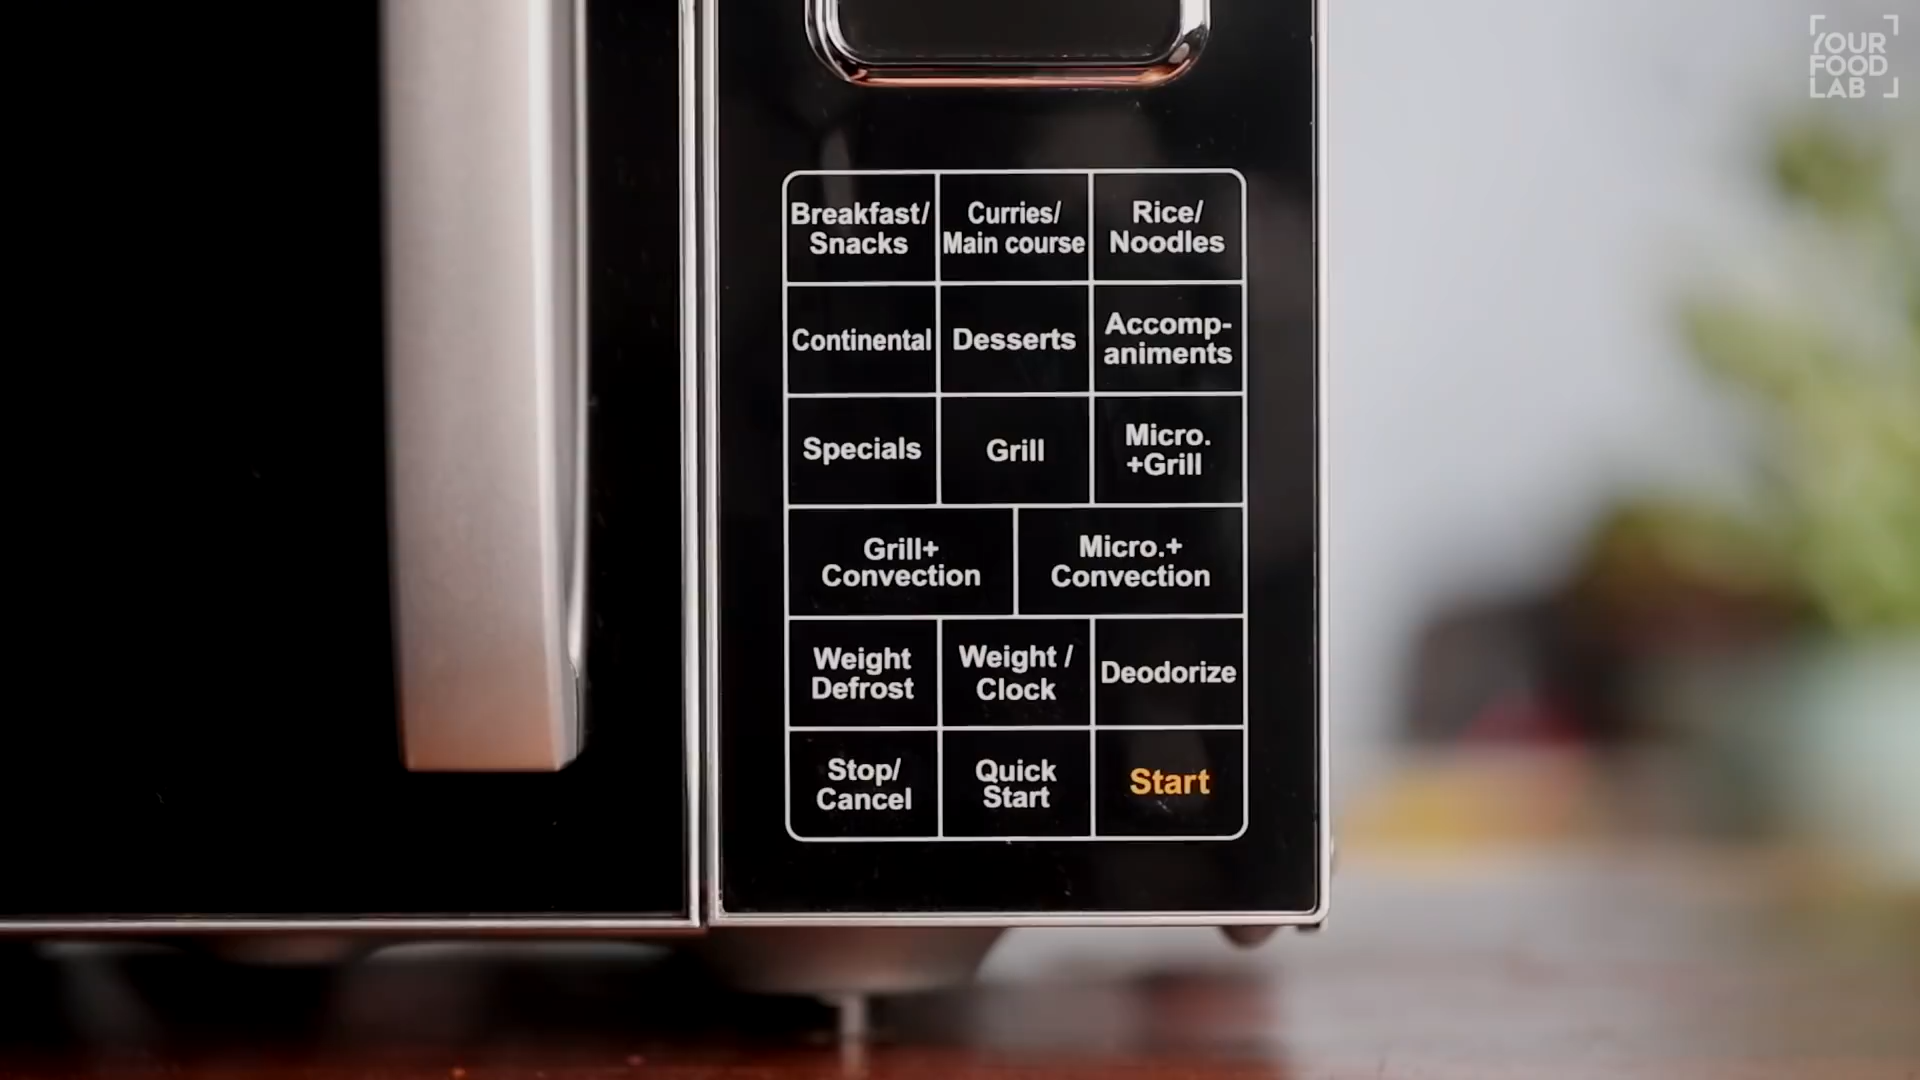 YOUR
FOOD
LAB
Breakfast/
Snacks
Curries/
Main course
Rice/
Noodles
Continental
Desserts
Accomp-
animents
Specials
Grill
Micro.
+Grill
Grill+
Convection
Micro.+
Convection
Weight
Defrost
Weight /
Clock
Deodorize
Stop/
Cancel
Quick
Start
Start